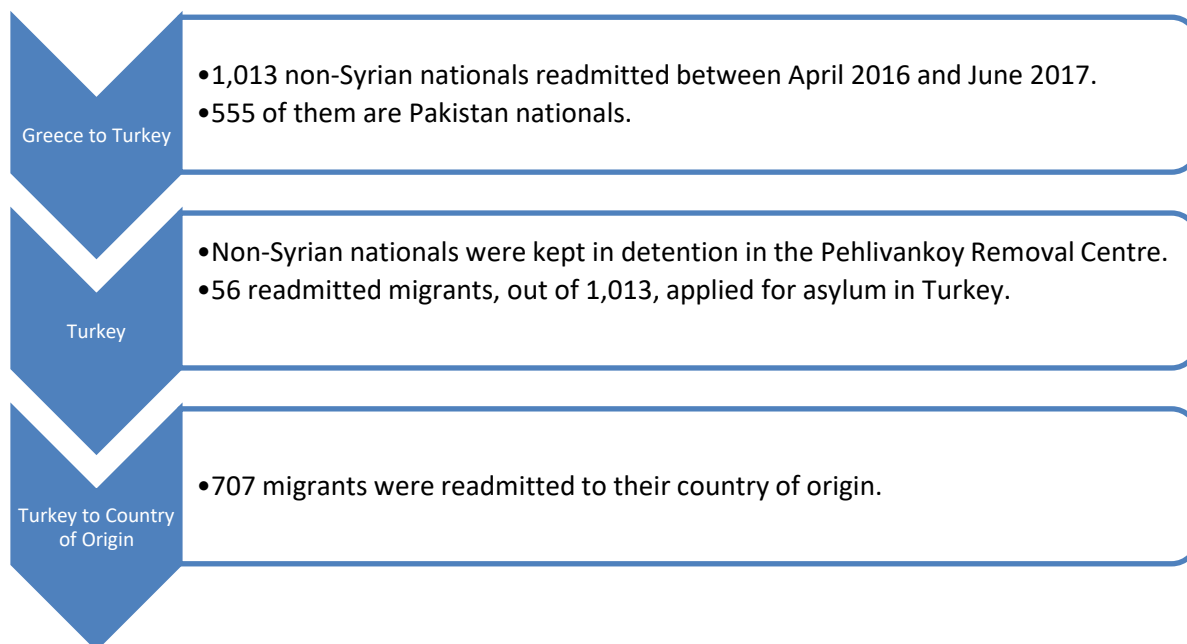 Greece to Turkey
•1,013 non-Syrian nationals readmitted between April 2016 and June 2017.
•555 of them are Pakistan nationals.
Turkey
•Non-Syrian nationals were kept in detention in the Pehlivankoy Removal Centre.
•56 readmitted migrants, out of 1,013, applied for asylum in Turkey.
Turkey to Country
of Origin
•707 migrants were readmitted to their country of origin.